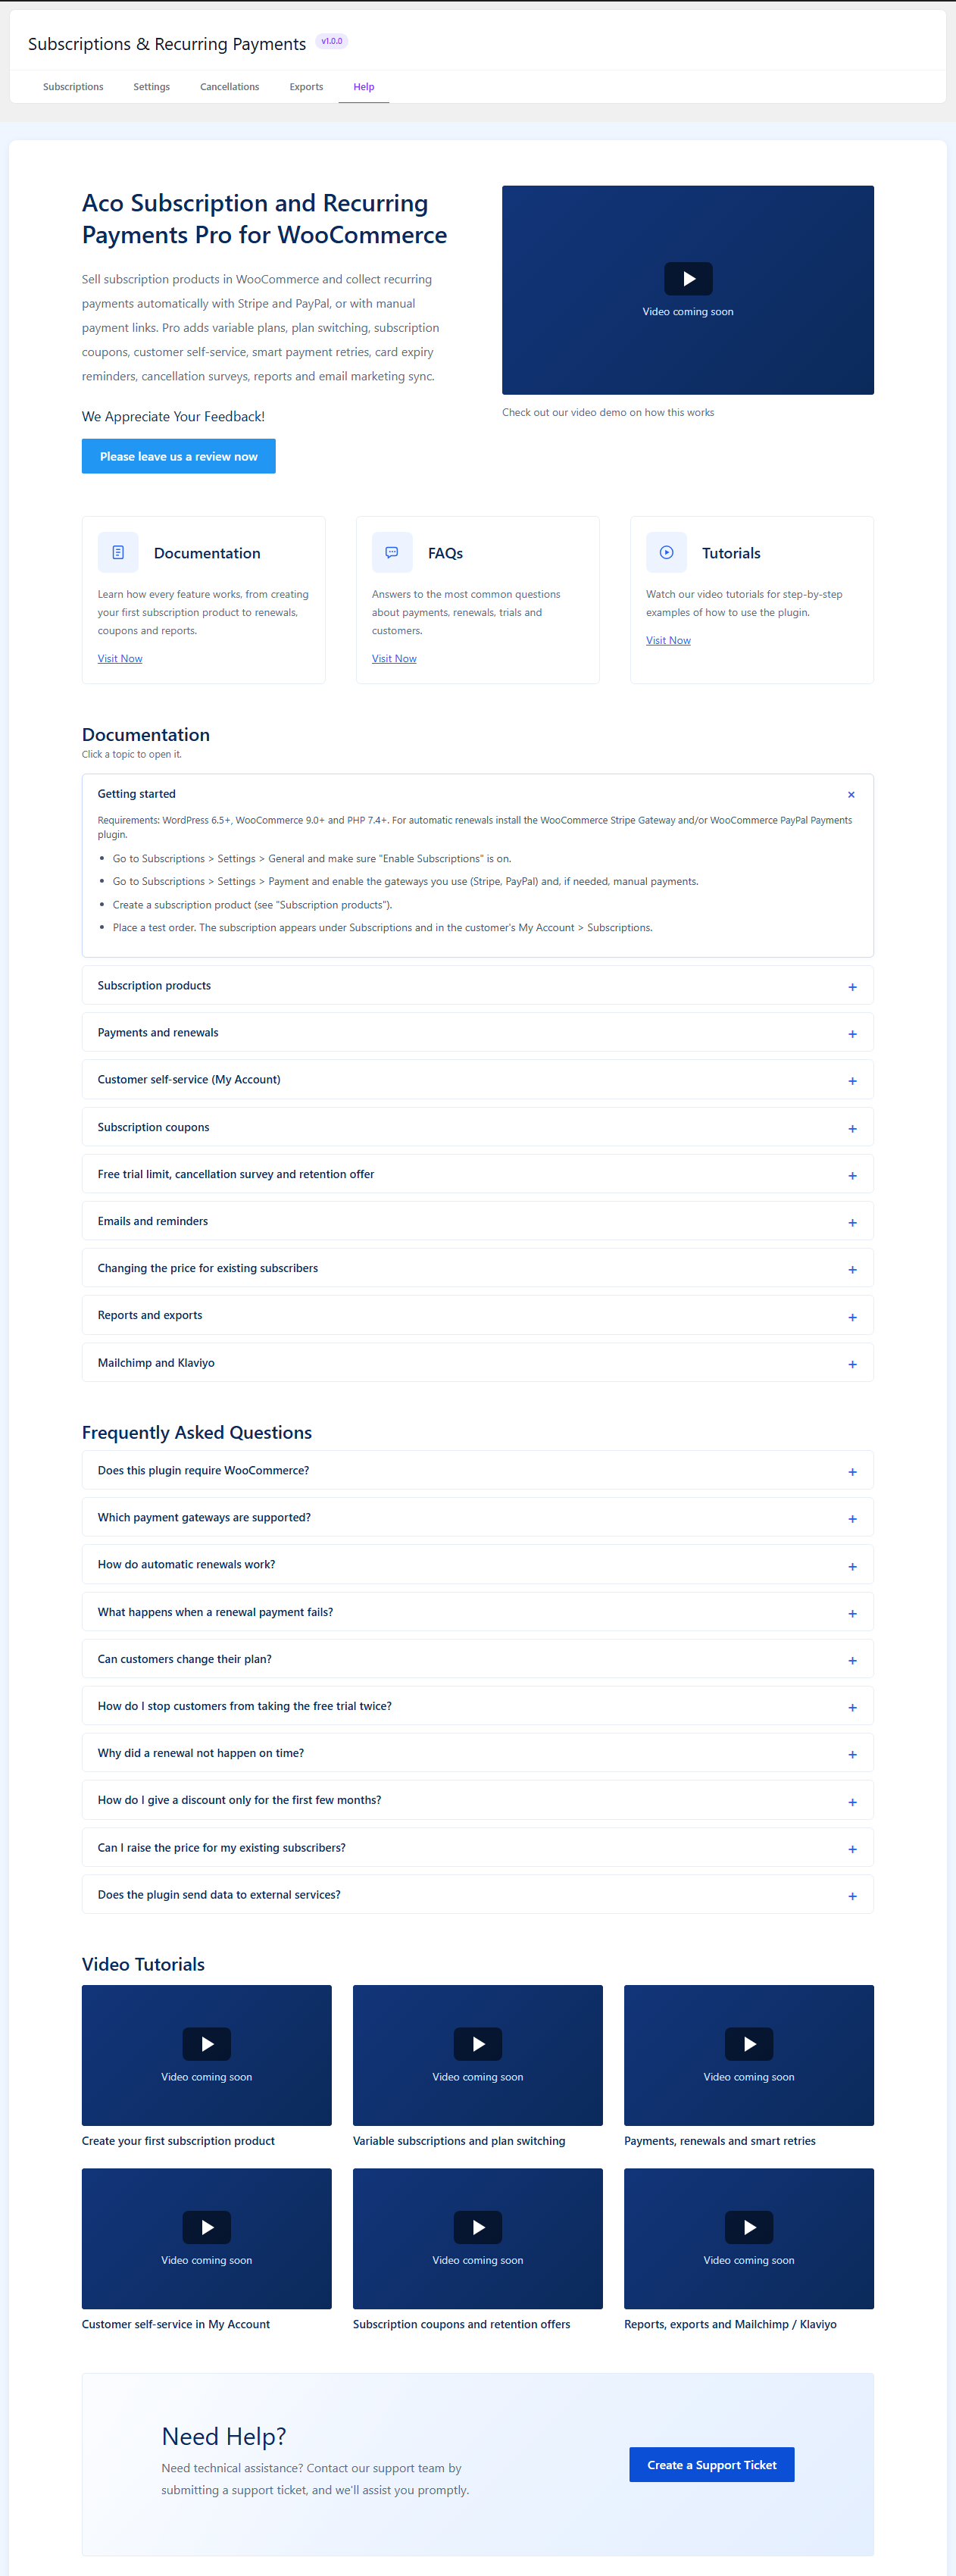 Subscriptions & Recurring Payments v1.0.0
Subscriptions Settings Cancellations Exports Help
Aco Subscription and Recurring
Payments Pro for WooCommerce
Sell subscription products in WooCommerce and collect recurring
payments automatically with Stripe and PayPal, or with manual
payment links. Pro adds variable plans, plan switching, subscription
coupons, customer self-service, smart payment retries, card expiry
reminders, cancellation surveys, reports and email marketing sync.
We Appreciate Your Feedback!
Please leave us a review now
Video coming soon
Check out our video demo on how this works
Documentation
Learn how every feature works, from creating
your first subscription product to renewals,
coupons and reports.
Visit Now
FAQs
Answers to the most common questions
about payments, renewals, trials and
customers.
Visit Now
Tutorials
Watch our video tutorials for step-by-step
examples of how to use the plugin.
Visit Now
Documentation
Click a topic to open it.
Getting started ×
Requirements: WordPress 6.5+, WooCommerce 9.0+ and PHP 7.4+. For automatic renewals install the WooCommerce Stripe Gateway and/or WooCommerce PayPal Payments
plugin.
• Go to Subscriptions > Settings > General and make sure "Enable Subscriptions" is on.
• Go to Subscriptions > Settings > Payment and enable the gateways you use (Stripe, PayPal) and, if needed, manual payments.
• Create a subscription product (see "Subscription products").
• Place a test order. The subscription appears under Subscriptions and in the customer's My Account > Subscriptions.
Subscription products +
Payments and renewals +
Customer self-service (My Account) +
Subscription coupons +
Free trial limit, cancellation survey and retention offer +
Emails and reminders +
Changing the price for existing subscribers +
Reports and exports +
Mailchimp and Klaviyo +
Frequently Asked Questions
Does this plugin require WooCommerce? +
Which payment gateways are supported? +
How do automatic renewals work? +
What happens when a renewal payment fails? +
Can customers change their plan? +
How do I stop customers from taking the free trial twice? +
Why did a renewal not happen on time? +
How do I give a discount only for the first few months? +
Can I raise the price for my existing subscribers? +
Does the plugin send data to external services? +
Video Tutorials
Video coming soon
Create your first subscription product
Video coming soon
Variable subscriptions and plan switching
Video coming soon
Payments, renewals and smart retries
Video coming soon
Customer self-service in My Account
Video coming soon
Subscription coupons and retention offers
Video coming soon
Reports, exports and Mailchimp / Klaviyo
Need Help?
Need technical assistance? Contact our support team by
submitting a support ticket, and we'll assist you promptly.
Create a Support Ticket